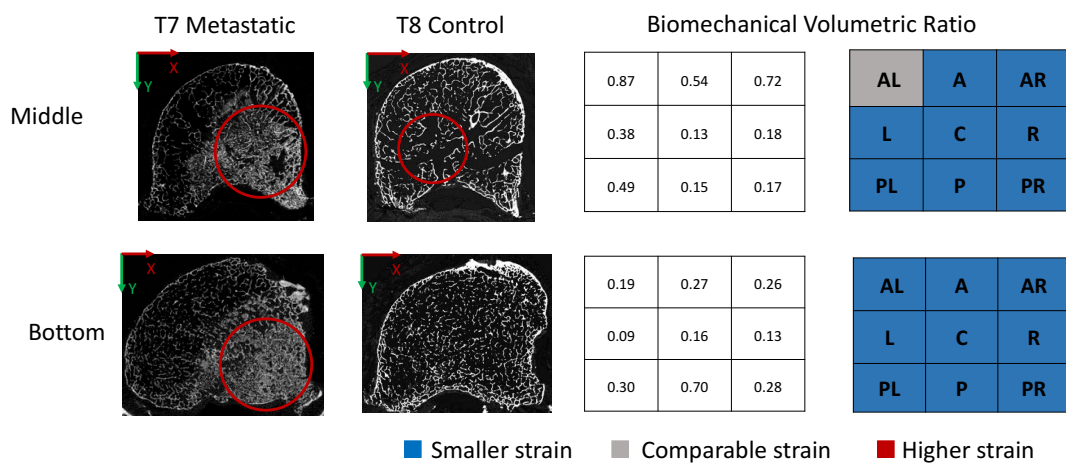 T7 Metastatic T8 Control Biomechanical Volumetric Ratio
Middle
X
Y
X
Y
0.87 0.54 0.72
0.38 0.13 0.18
0.49 0.15 0.17
AL A AR
L C R
PL P PR
Bottom
X
Y
X
Y
0.19 0.27 0.26
0.09 0.16 0.13
0.30 0.70 0.28
AL A AR
L C R
PL P PR
Smaller strain Comparable strain Higher strain